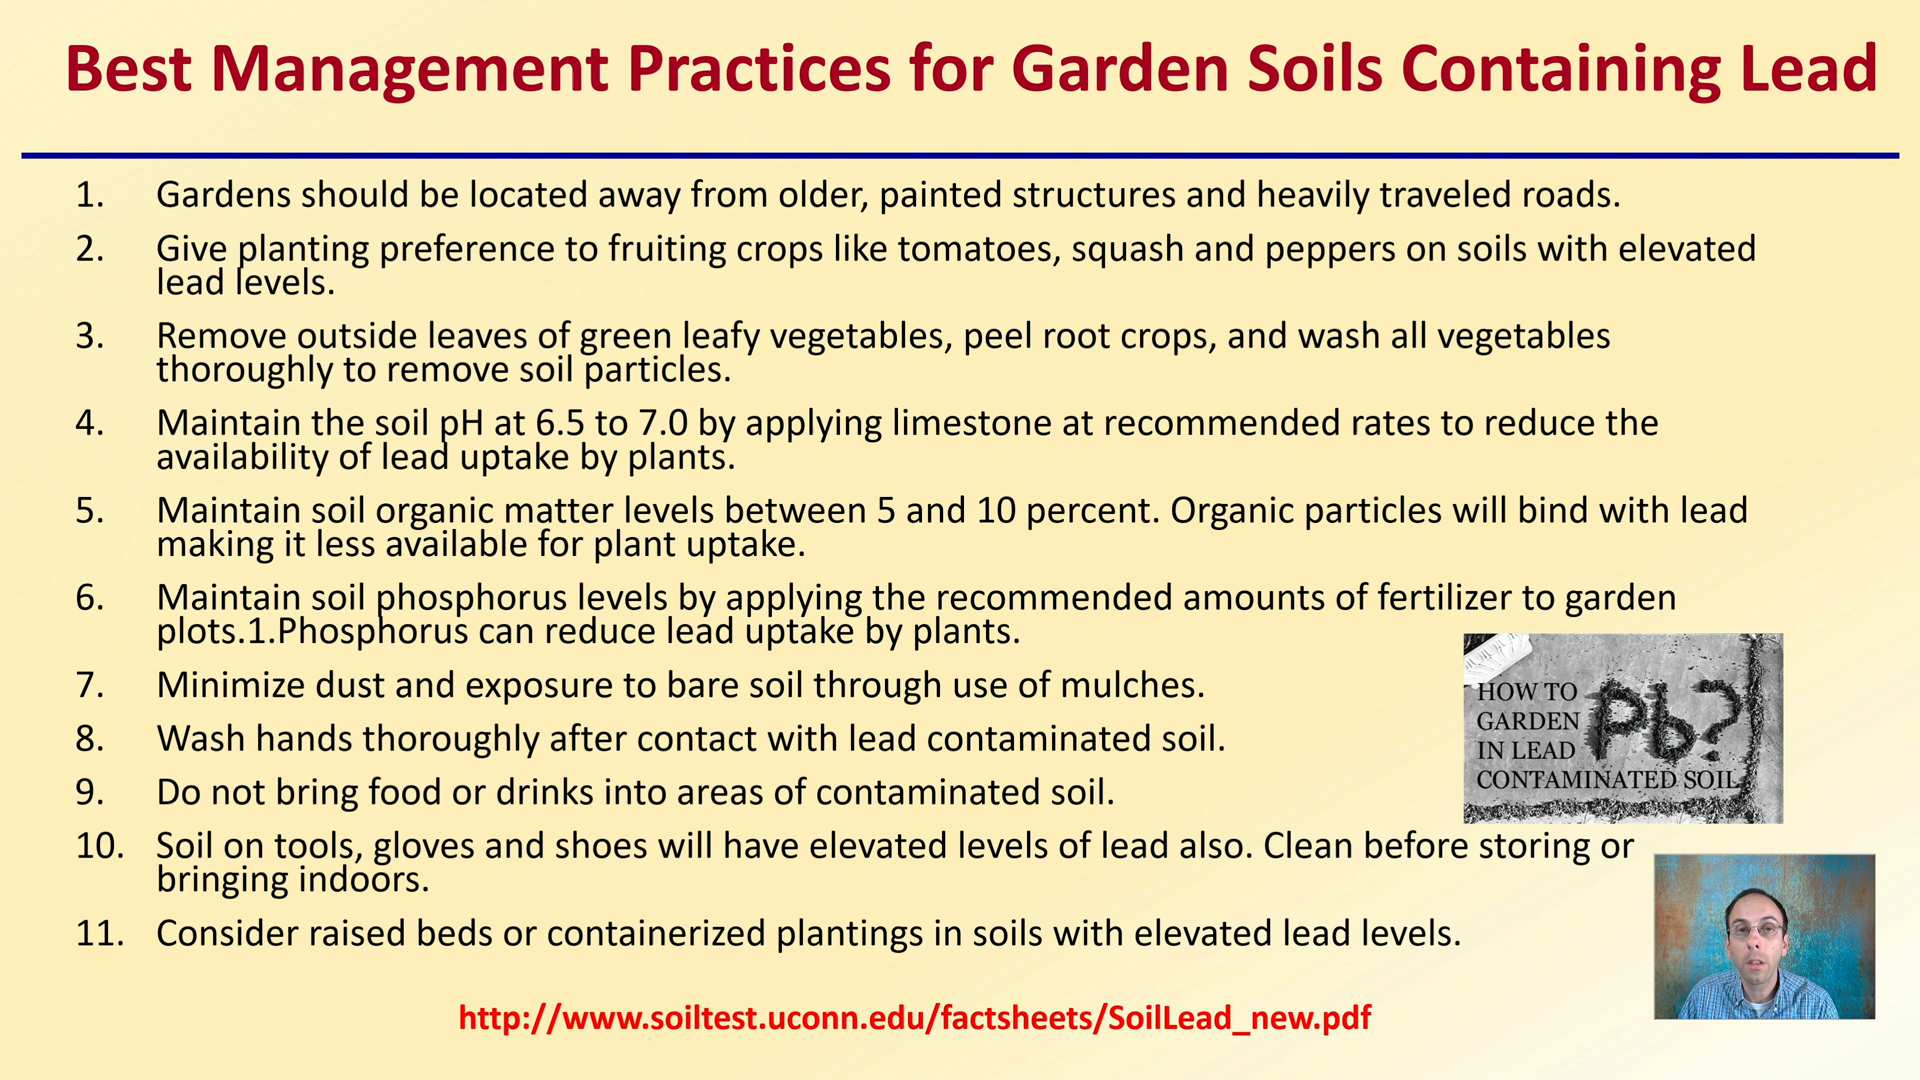 Best Management Practices for Garden Soils Containing Lead
1. Gardens should be located away from older, painted structures and heavily traveled roads.
2. Give planting preference to fruiting crops like tomatoes, squash and peppers on soils with elevated
lead levels.
3. Remove outside leaves of green leafy vegetables, peel root crops, and wash all vegetables
thoroughly to remove soil particles.
4. Maintain the soil pH at 6.5 to 7.0 by applying limestone at recommended rates to reduce the
availability of lead uptake by plants.
5. Maintain soil organic matter levels between 5 and 10 percent. Organic particles will bind with lead
making it less available for plant uptake.
6. Maintain soil phosphorus levels by applying the recommended amounts of fertilizer to garden
plots.1.Phosphorus can reduce lead uptake by plants.
7. Minimize dust and exposure to bare soil through use of mulches.
8. Wash hands thoroughly after contact with lead contaminated soil.
9. Do not bring food or drinks into areas of contaminated soil.
HOW TO
GARDEN
IN LEAD
CONTAMINATED SOIL
Pb?
10. Soil on tools, gloves and shoes will have elevated levels of lead also. Clean before storing or
bringing indoors.
11. Consider raised beds or containerized plantings in soils with elevated lead levels.
http://www.soiltest.uconn.edu/factsheets/SoilLead_new.pdf